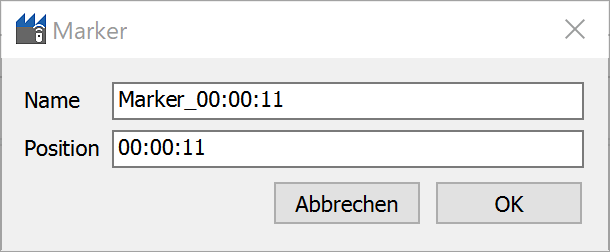 Marker
Name Marker_00:00:11
Position 00:00:11
Abbrechen OK